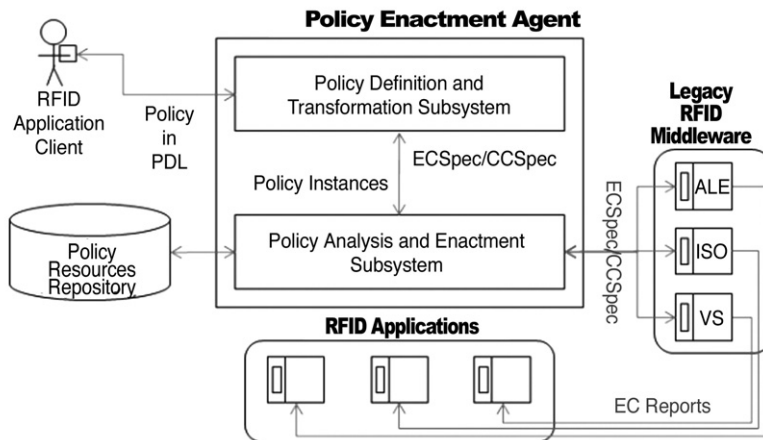 Policy Enactment Agent
RFID
Application
Client
Policy
in
PDL
Policy Definition and
Transformation Subsystem
Policy Instances
ECSpec/CCSpec
Policy Analysis and Enactment
Subsystem
Policy
Resources
Repository
Legacy
RFID
Middleware
ECSpec/CCSpec
ALE
ISO
VS
RFID Applications
EC Reports